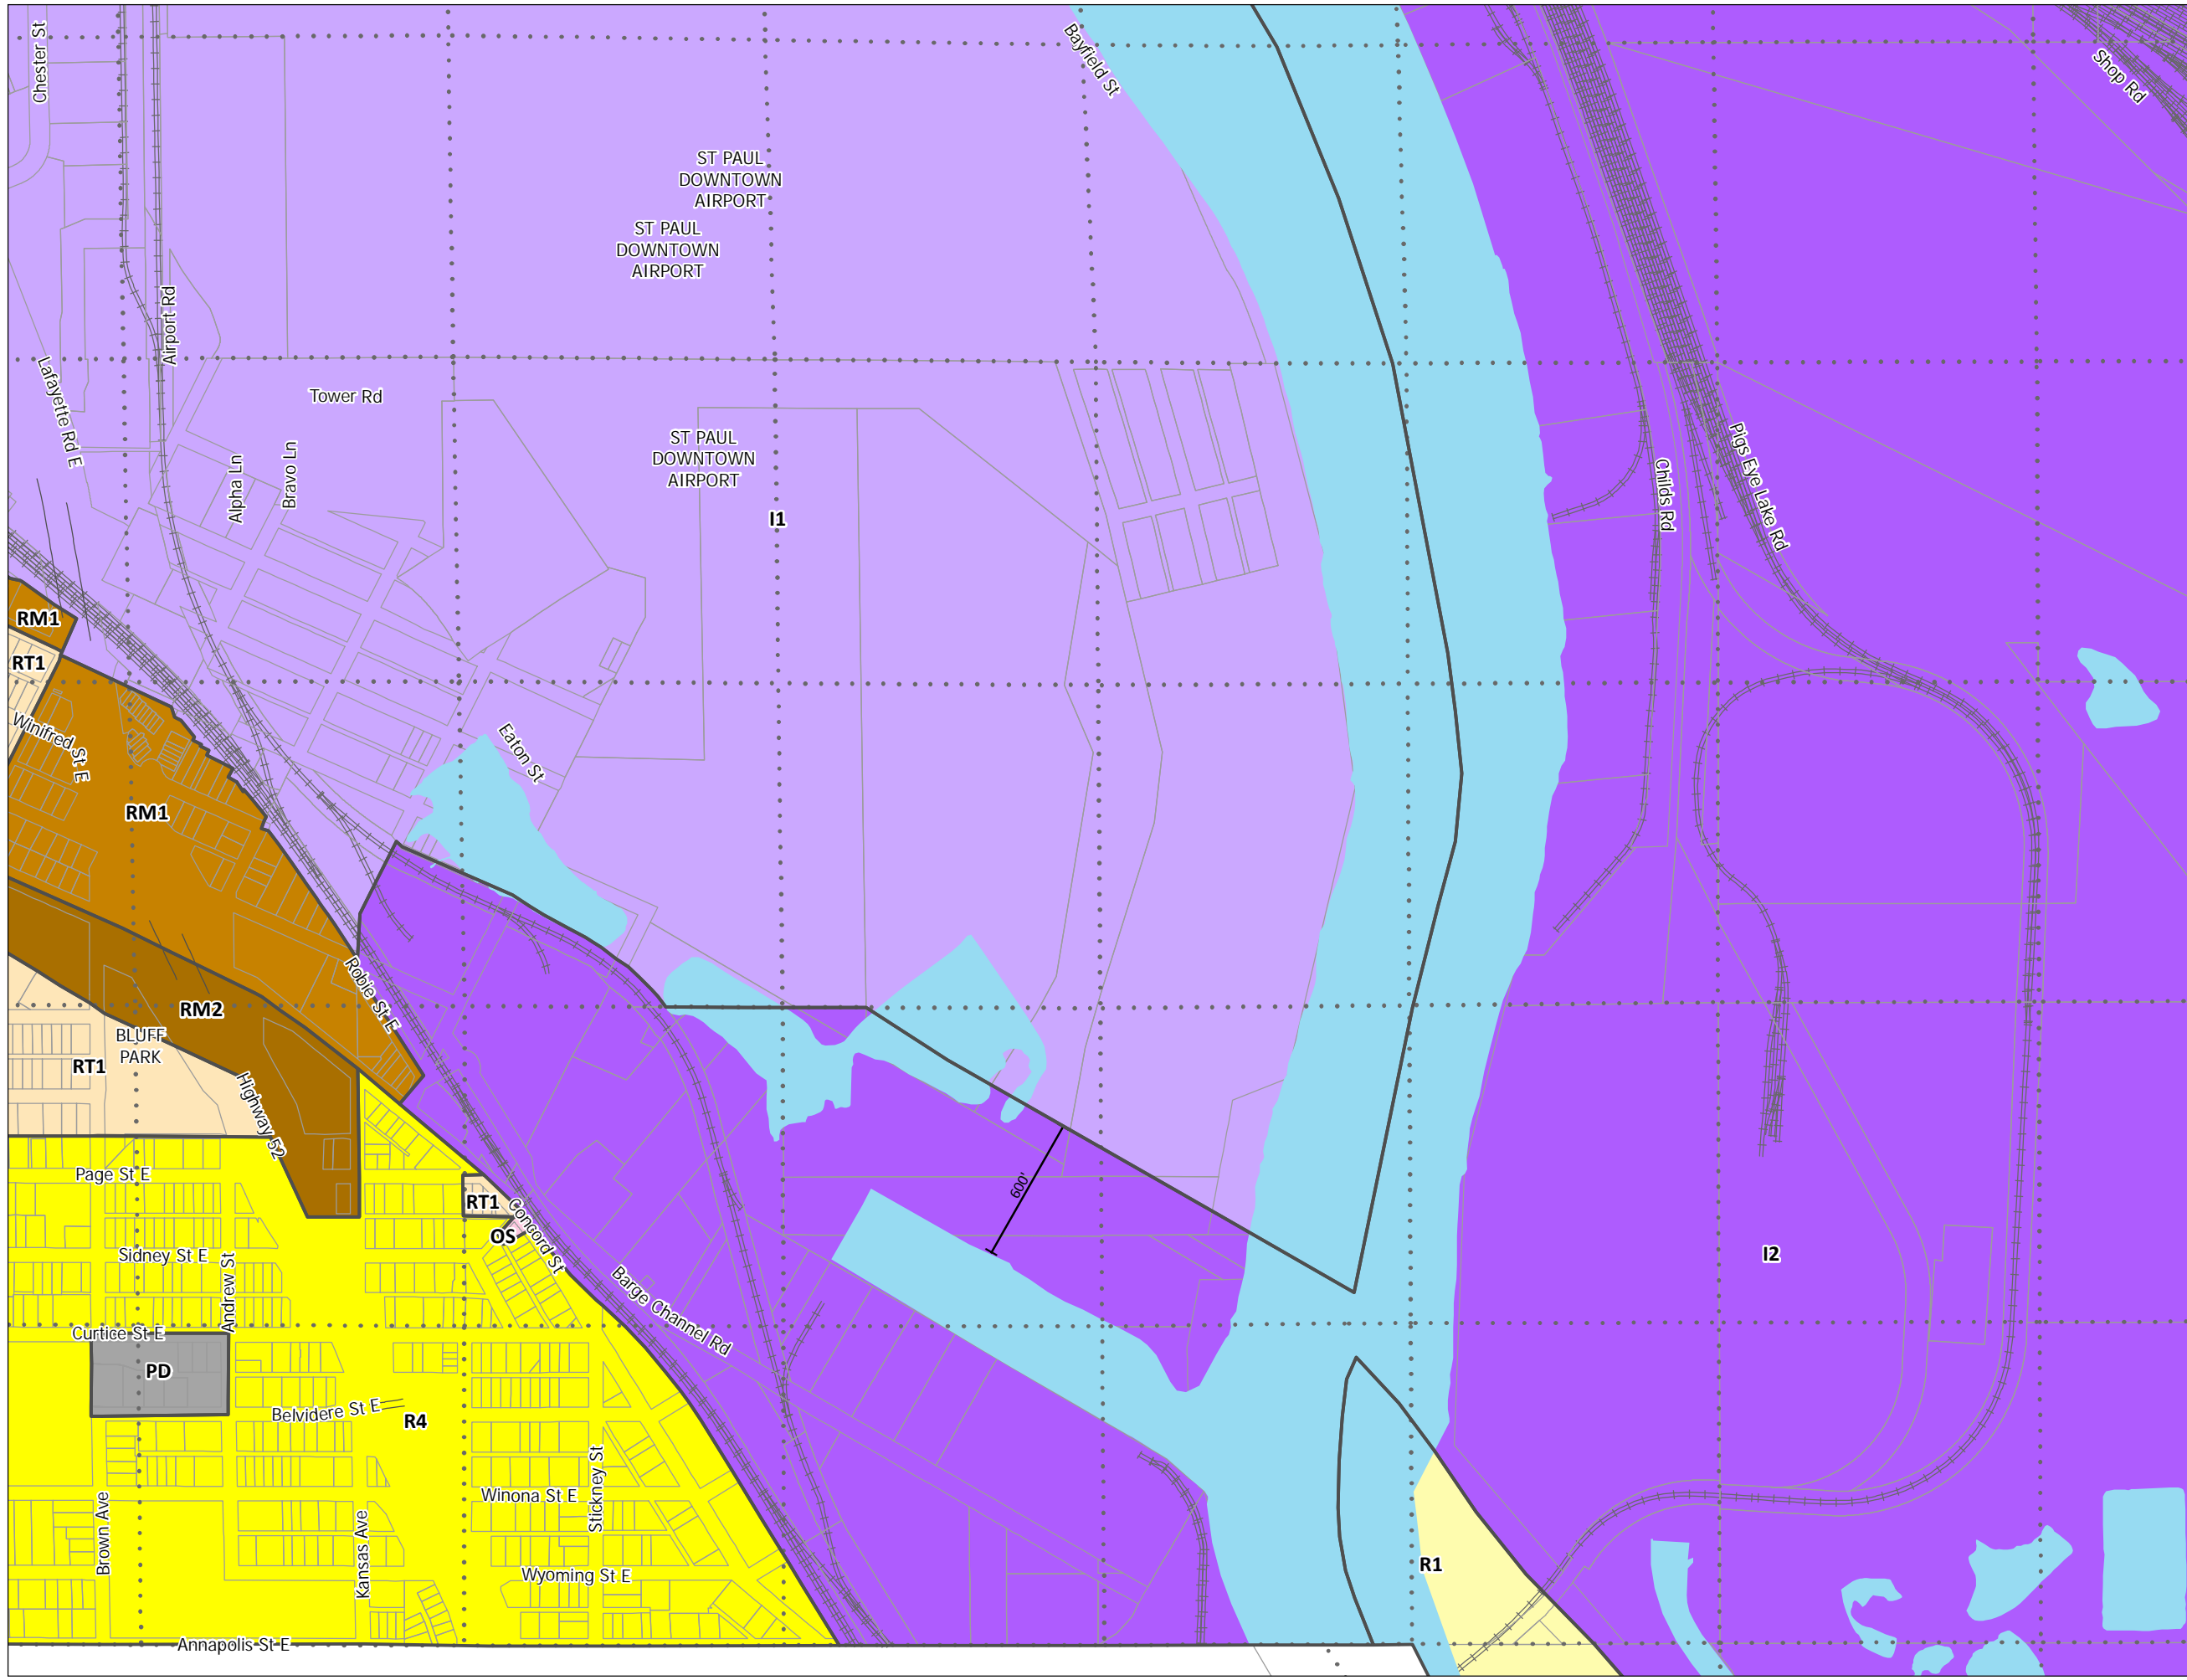 Chester St
Bayfield St
Shop Rd
ST PAUL
DOWNTOWN
AIRPORT
ST PAUL
DOWNTOWN
AIRPORT
Airport Rd
Lafayette Rd E
Tower Rd
Alpha Ln
Bravo Ln
ST PAUL
DOWNTOWN
AIRPORT
I1
Childs Rd
Pigs Eye Lake Rd
RM1
RT1
Winifred St E
RM1
Eaton St
Robie St E
RM2
BLUFF
PARK
RT1
Highway 52
Page St E
RT1
OS
Concord St
600'
Sidney St E
Andrew St
I2
Barge Channel Rd
Curtice St E
PD
Belvidere St E
R4
Stickney St
Winona St E
Brown Ave
Kansas Ave
Wyoming St E
R1
Annapolis St E